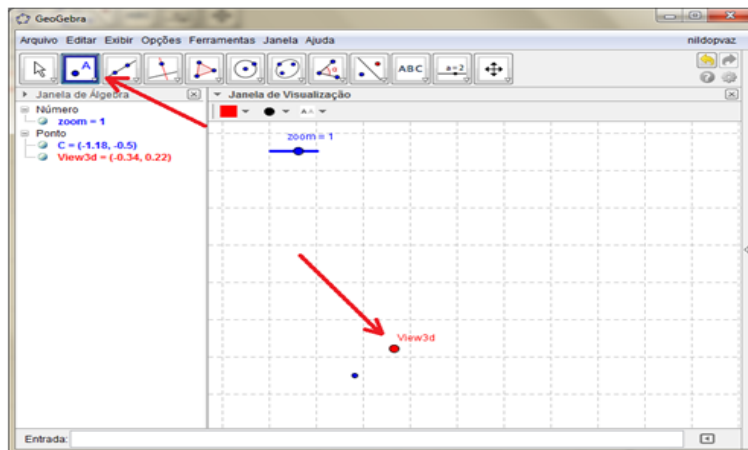 GeoGebra
Arquivo Editar Exibir Opções Ferramentas Janela Ajuda
nildopvaz
A
ABC
a=2
Janela de Álgebra
Janela de Visualização
Número
zoom = 1
Ponto
C = (-1.18, -0.5)
View3d = (-0.34, 0.22)
zoom = 1
View3d
Entrada: